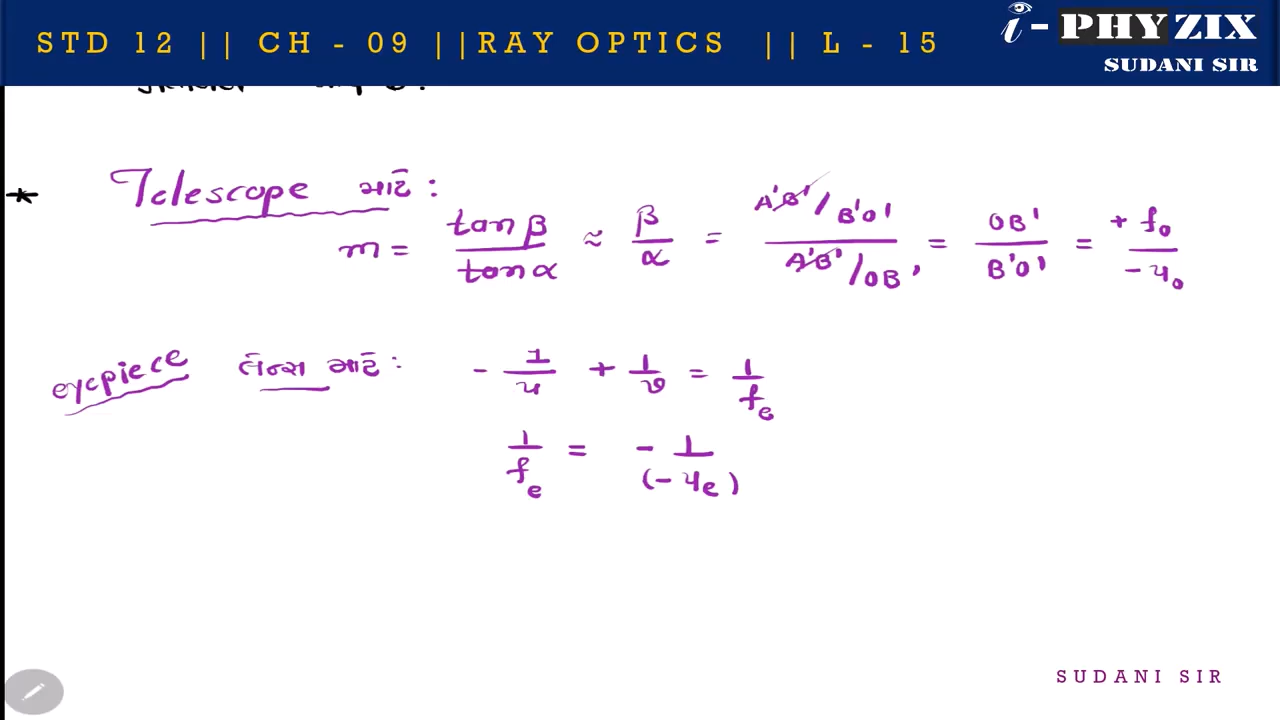 STD 12 || CH - 09 ||RAY OPTICS || L - 15
i-PHYZIX
SUDANI SIR
* Telescope માટે :
m = tanβ / tanα ≈ β / α = A'B'/B'O' / A'B'/OB' = OB' / B'O' = + f₀ / - u₀
eyepiece લેન્સ માટે : - 1/u + 1/v = 1/fe
1/fe = - 1/(- ue)
SUDANI SIR